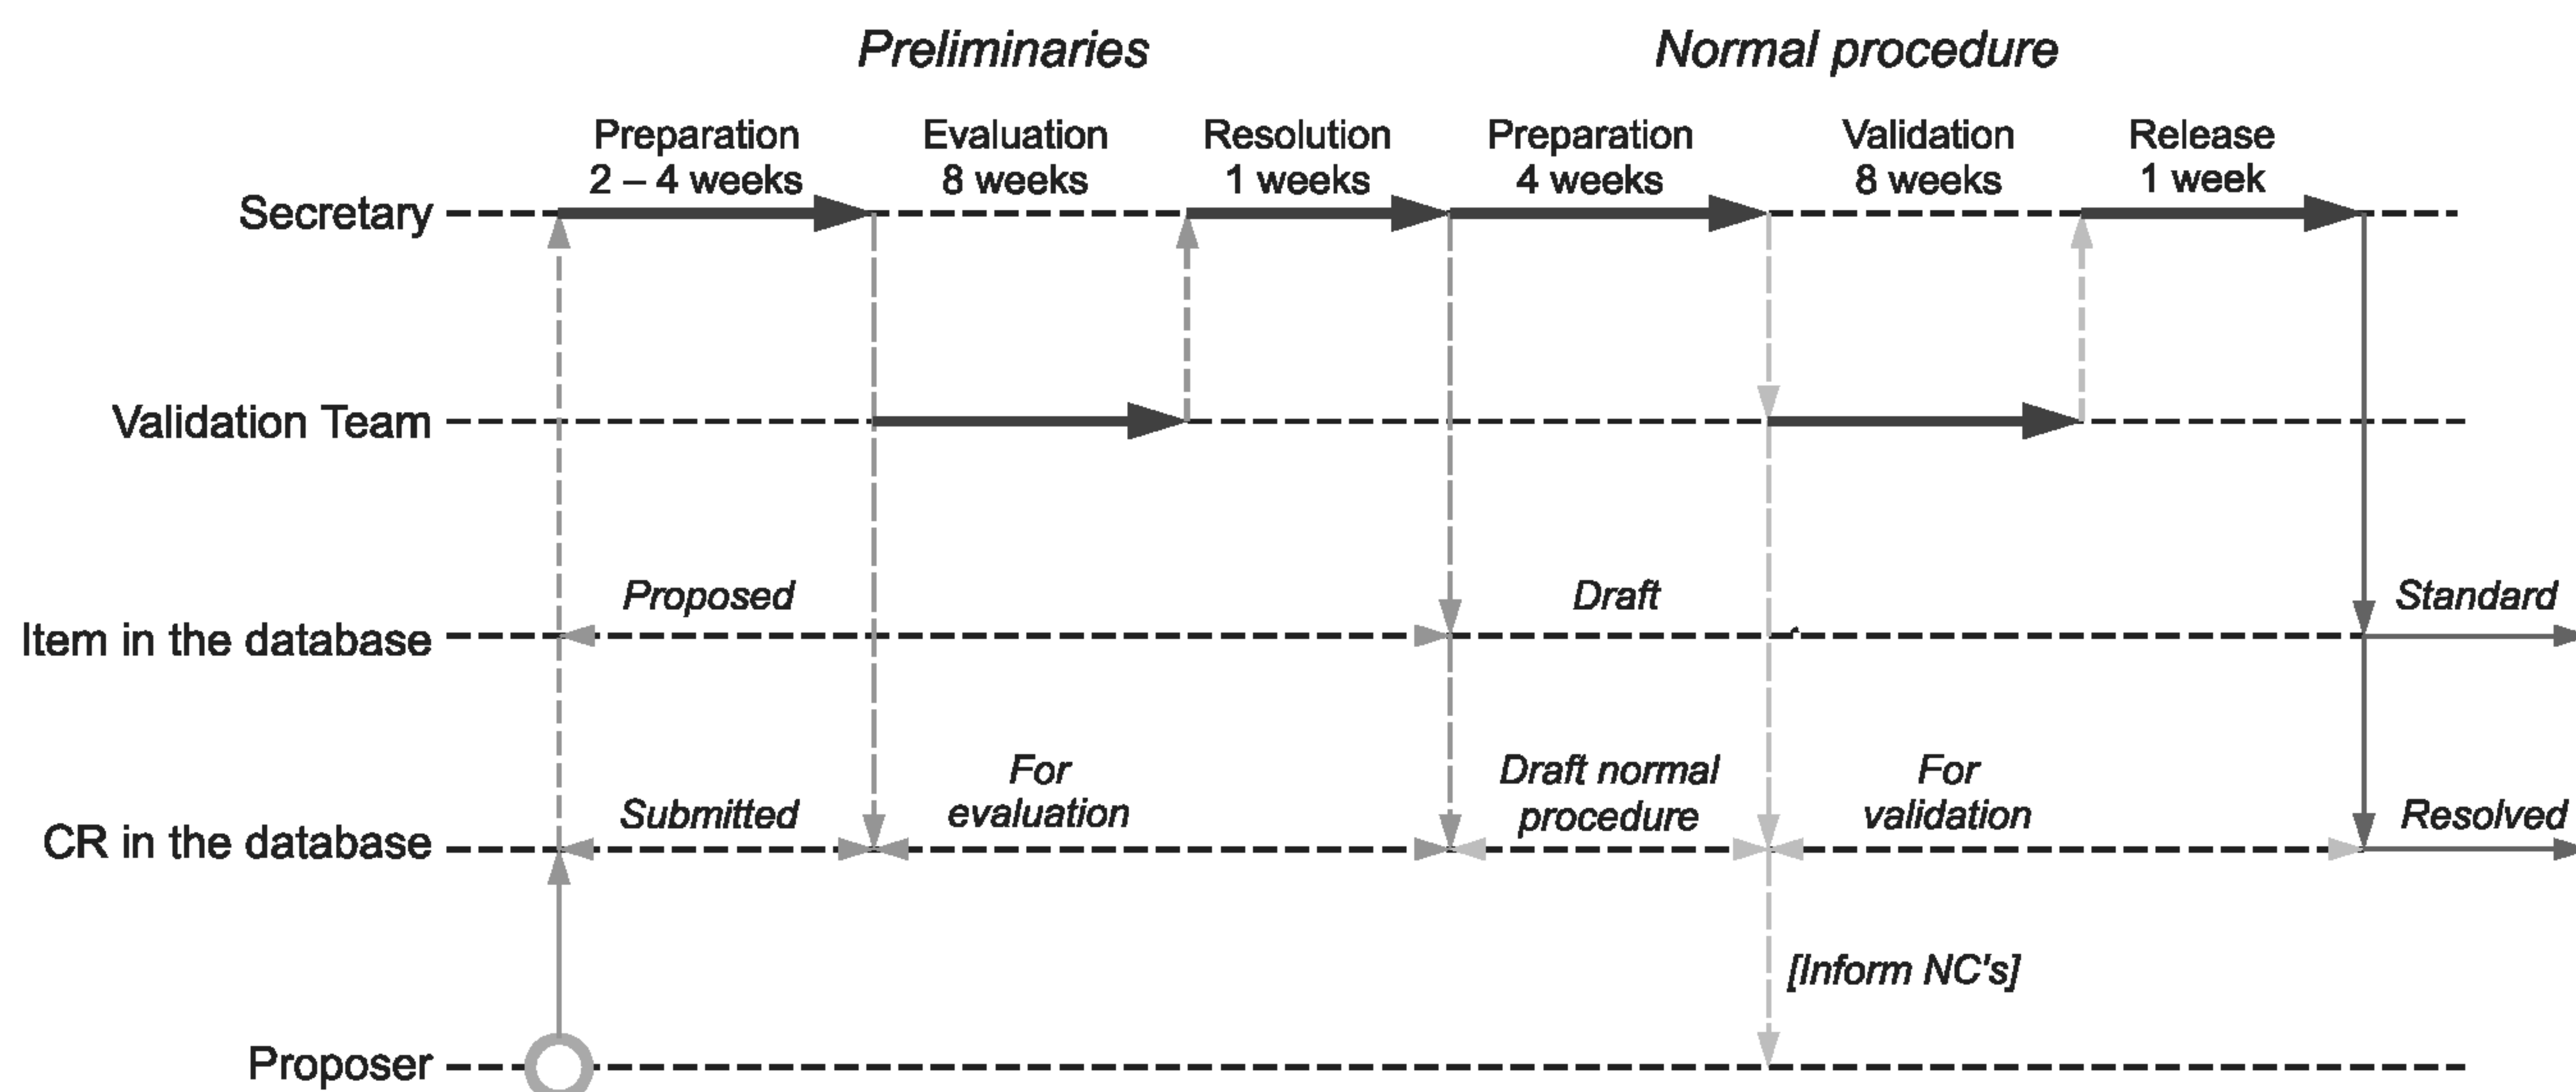 Preliminaries
Normal procedure
Preparation
2 – 4 weeks
Evaluation
8 weeks
Resolution
1 weeks
Preparation
4 weeks
Validation
8 weeks
Release
1 week
Secretary
Validation Team
Item in the database
Proposed
Draft
Standard
CR in the database
Submitted
For
evaluation
Draft normal
procedure
For
validation
Resolved
[Inform NC's]
Proposer